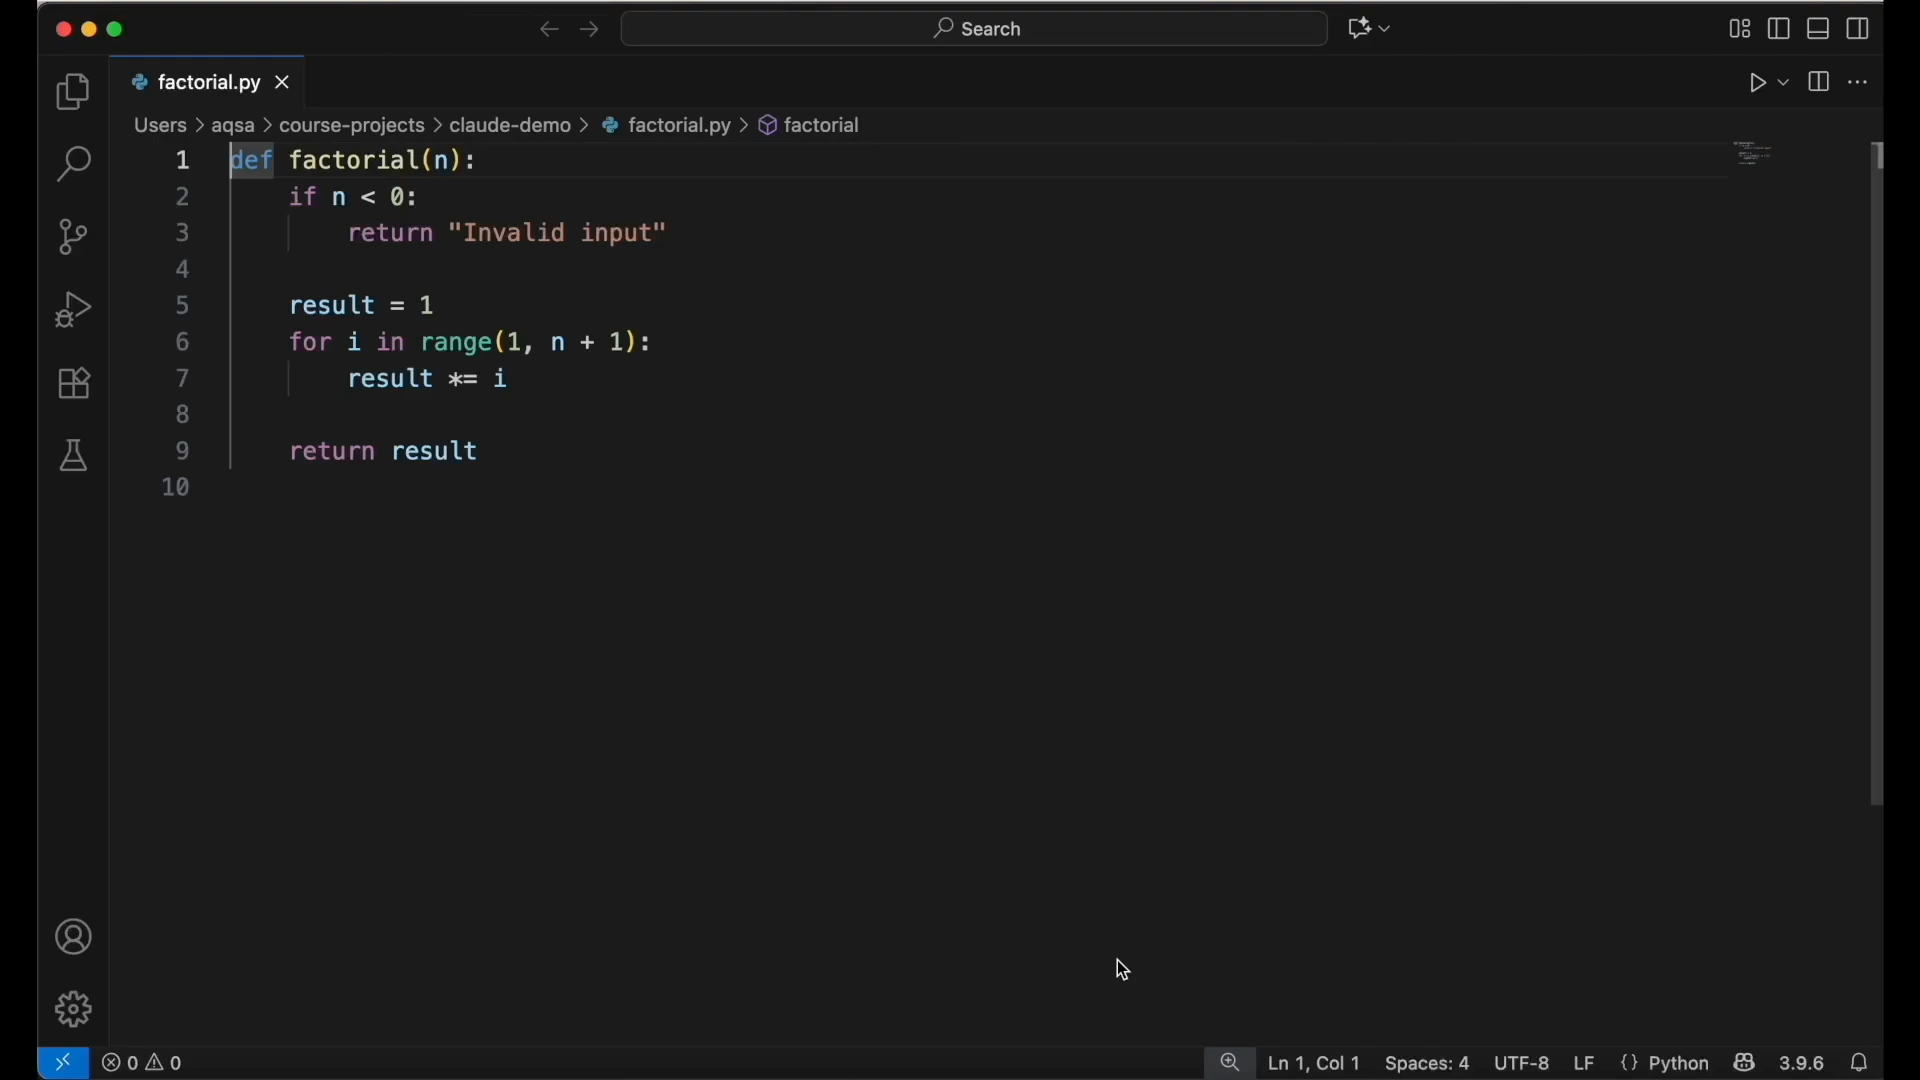 Search
factorial.py
Users > aqsa > course-projects > claude-demo > factorial.py > factorial
1 def factorial(n):
2     if n < 0:
3         return "Invalid input"
4
5     result = 1
6     for i in range(1, n + 1):
7         result *= i
8
9     return result
10
0 0 Ln 1, Col 1 Spaces: 4 UTF-8 LF {} Python 3.9.6